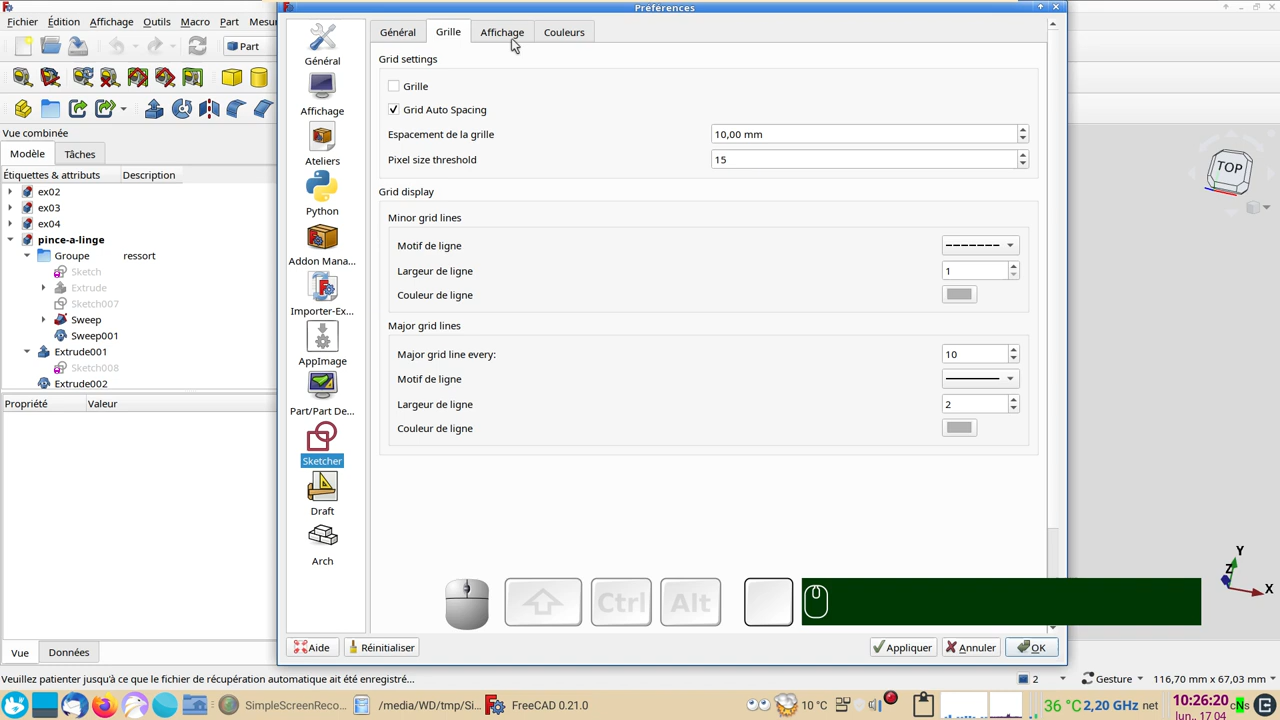 Préférences
Fichier Édition Affichage Outils Macro Part Mesu
Part
Vue combinée
Modèle Tâches
Étiquettes & attributs Description
ex02
ex03
ex04
pince-a-linge
Groupe ressort
Sketch
Extrude
Sketch007
Sweep
Sweep001
Extrude001
Sketch008
Extrude002
Propriété Valeur
Vue Données
Général
Affichage
Ateliers
Python
Addon Mana...
Importer-Ex...
AppImage
Part/Part De...
Sketcher
Draft
Arch
Général Grille Affichage Couleurs
Grid settings
Grille
Grid Auto Spacing
Espacement de la grille 10,00 mm
Pixel size threshold 15
Grid display
Minor grid lines
Motif de ligne
Largeur de ligne 1
Couleur de ligne
Major grid lines
Major grid line every: 10
Motif de ligne
Largeur de ligne 2
Couleur de ligne
Ctrl Alt
Aide Réinitialiser Appliquer Annuler OK
TOP
Y
Z
X
Veuillez patienter jusqu'à ce que le fichier de récupération automatique ait été enregistré... 2 Gesture 116,70 mm x 67,03 mm
SimpleScreenReco... /media/WD/tmp/Si... FreeCAD 0.21.0 10 °C 36 °C 2,20 GHz net 10:26:20 cNs
lun., 17 04